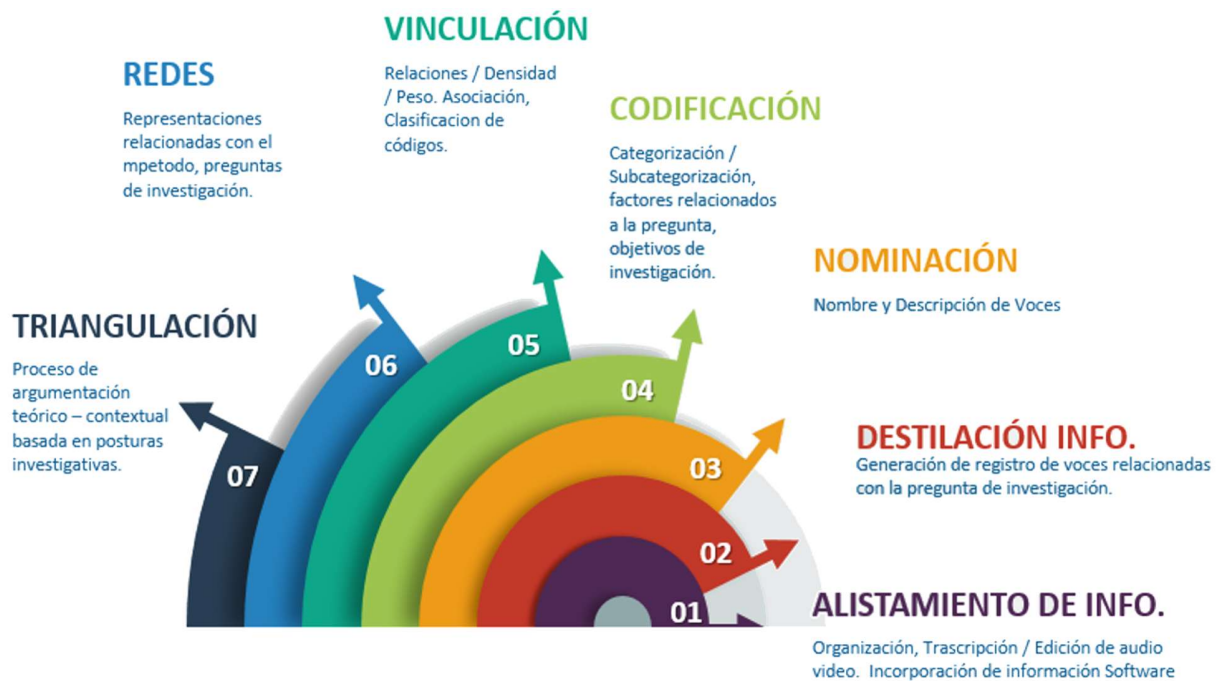 VINCULACIÓN
Relaciones / Densidad
/ Peso. Asociación,
Clasificacion de
códigos.
REDES
Representaciones
relacionadas con el
mpetodo, preguntas
de investigación.
CODIFICACIÓN
Categorización /
Subcategorización,
factores relacionados
a la pregunta,
objetivos de
investigación.
NOMINACIÓN
Nombre y Descripción de Voces
TRIANGULACIÓN
Proceso de
argumentación
teórico – contextual
basada en posturas
investigativas.
DESTILACIÓN INFO.
Generación de registro de voces relacionadas
con la pregunta de investigación.
ALISTAMIENTO DE INFO.
Organización, Trascripción / Edición de audio
video. Incorporación de información Software
07
06
05
04
03
02
01